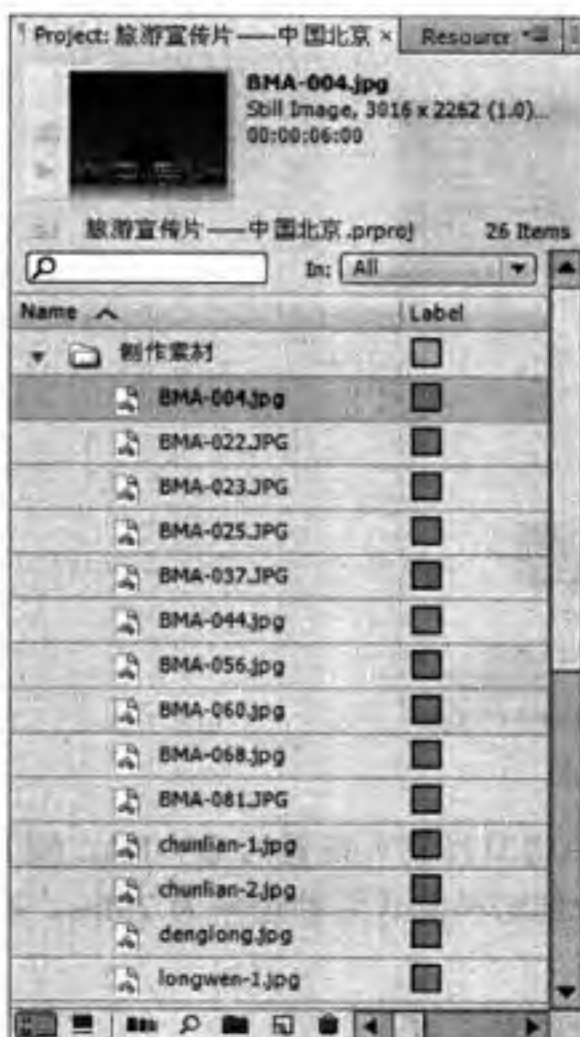 Project: 旅游宣传片——中国北京 × Resource
BMA-004.jpg
Still Image, 3016 x 2262 (1.0)...
00:00:06:00
旅游宣传片——中国北京.prproj 26 Items
In: All
Name Label
制作素材
BMA-004.jpg
BMA-022.JPG
BMA-023.JPG
BMA-025.JPG
BMA-037.JPG
BMA-044.jpg
BMA-056.jpg
BMA-060.jpg
BMA-068.jpg
BMA-081.JPG
chunlian-1.jpg
chunlian-2.jpg
denglong.jpg
longwen-1.jpg